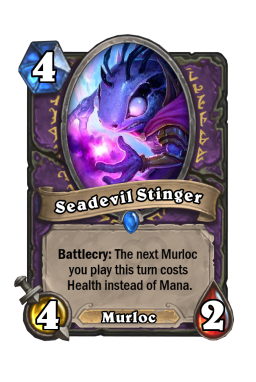 4
Seadevil Stinger
Battlecry: The next Murloc
you play this turn costs
Health instead of Mana.
4
Murloc
2